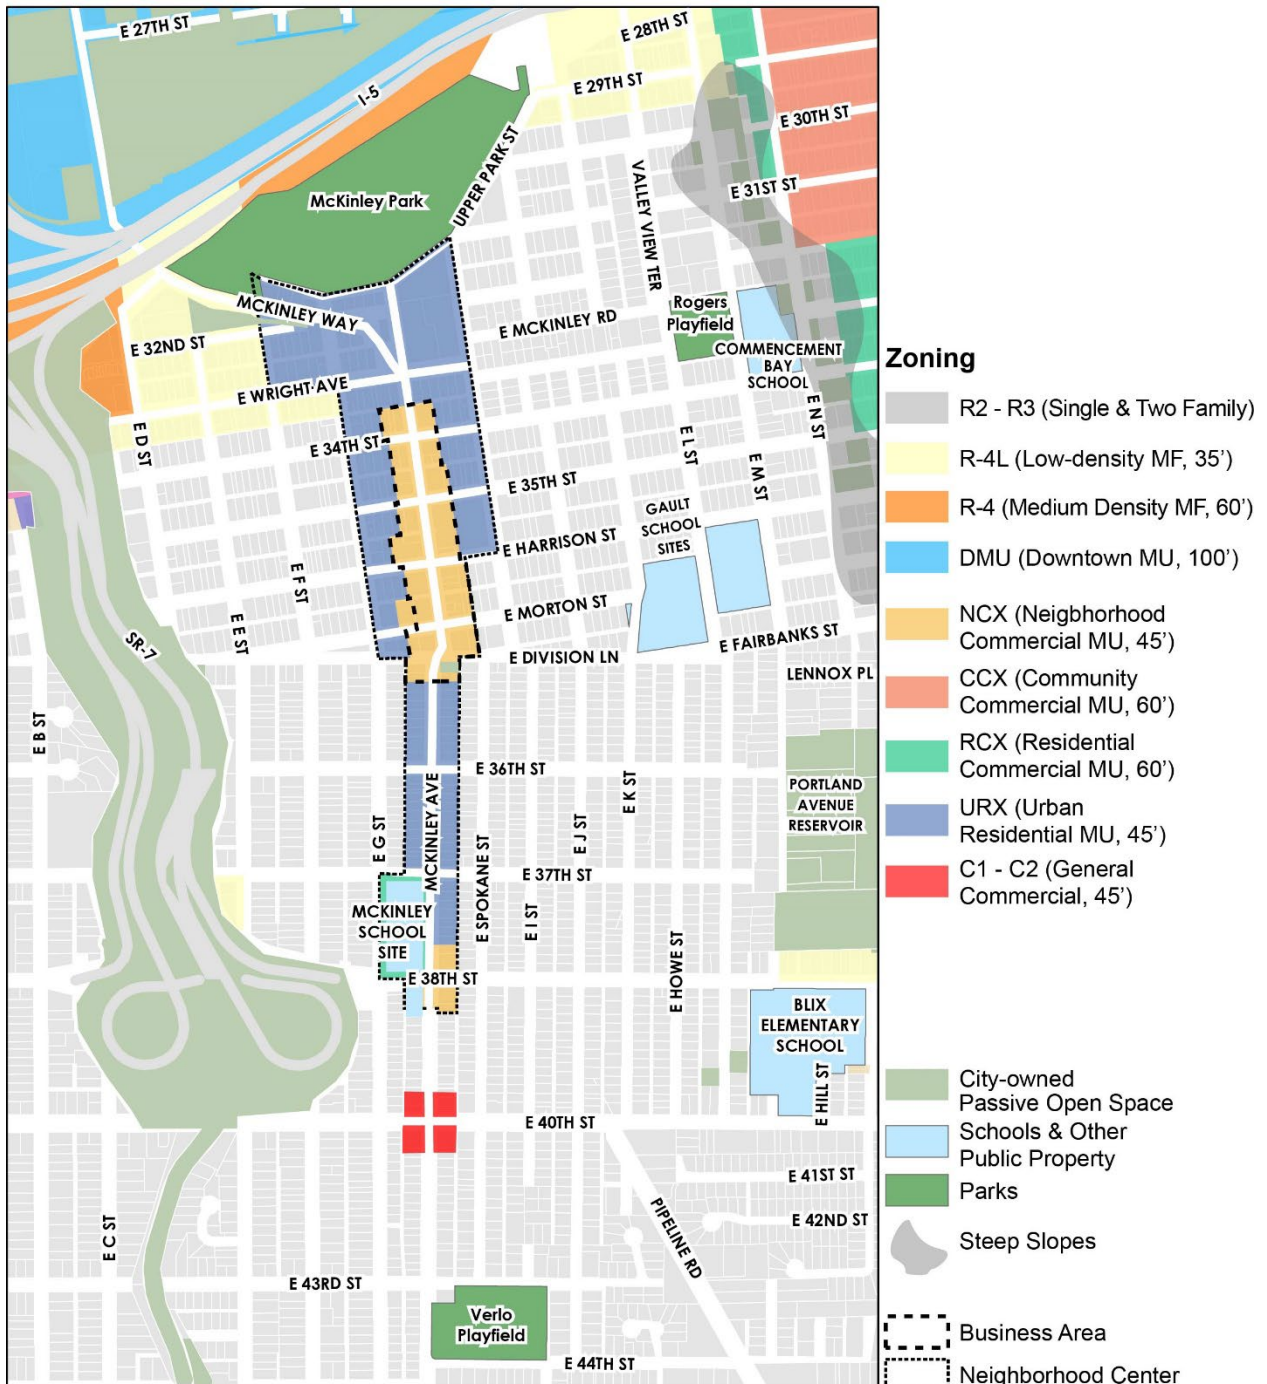 E 27TH ST
E 28TH ST
I-5
E 29TH ST
E 30TH ST
UPPER PARK ST
McKinley Park
VALLEY VIEW TER
E 31ST ST
MCKINLEY WAY
E MCKINLEY RD
Rogers
Playfield
E 32ND ST
COMMENCEMENT
BAY
SCHOOL
E WRIGHT AVE
E N ST
E D ST
E 34TH ST
E L ST
E M ST
E 35TH ST
GAULT
SCHOOL
SITES
E HARRISON ST
E F ST
E MORTON ST
E E ST
SR-7
E FAIRBANKS ST
E DIVISION LN
LENNOX PL
E B ST
E 36TH ST
E K ST
PORTLAND
AVENUE
RESERVOIR
E G ST
MCKINLEY AVE
E SPOKANE ST
E J ST
E 37TH ST
MCKINLEY
SCHOOL
SITE
E I ST
E HOWE ST
E 38TH ST
BLIX
ELEMENTARY
SCHOOL
E HILL ST
E 40TH ST
E 41ST ST
E C ST
E 42ND ST
PIPELINE RD
E 43RD ST
Verlo
Playfield
E 44TH ST
Zoning
R2 - R3 (Single & Two Family)
R-4L (Low-density MF, 35')
R-4 (Medium Density MF, 60')
DMU (Downtown MU, 100')
NCX (Neigbhorhood
Commercial MU, 45')
CCX (Community
Commercial MU, 60')
RCX (Residential
Commercial MU, 60')
URX (Urban
Residential MU, 45')
C1 - C2 (General
Commercial, 45')
City-owned
Passive Open Space
Schools & Other
Public Property
Parks
Steep Slopes
Business Area
Neighborhood Center